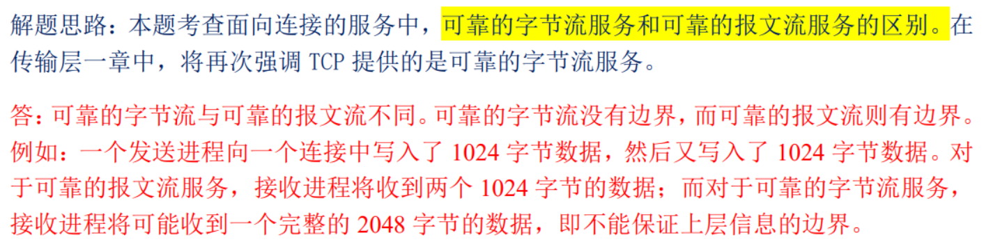 解题思路：本题考查面向连接的服务中，可靠的字节流服务和可靠的报文流服务的区别。在
传输层一章中，将再次强调 TCP 提供的是可靠的字节流服务。
答：可靠的字节流与可靠的报文流不同。可靠的字节流没有边界，而可靠的报文流则有边界。
例如：一个发送进程向一个连接中写入了 1024 字节数据，然后又写入了 1024 字节数据。对
于可靠的报文流服务，接收进程将收到两个 1024 字节的数据；而对于可靠的字节流服务，
接收进程将可能收到一个完整的 2048 字节的数据，即不能保证上层信息的边界。